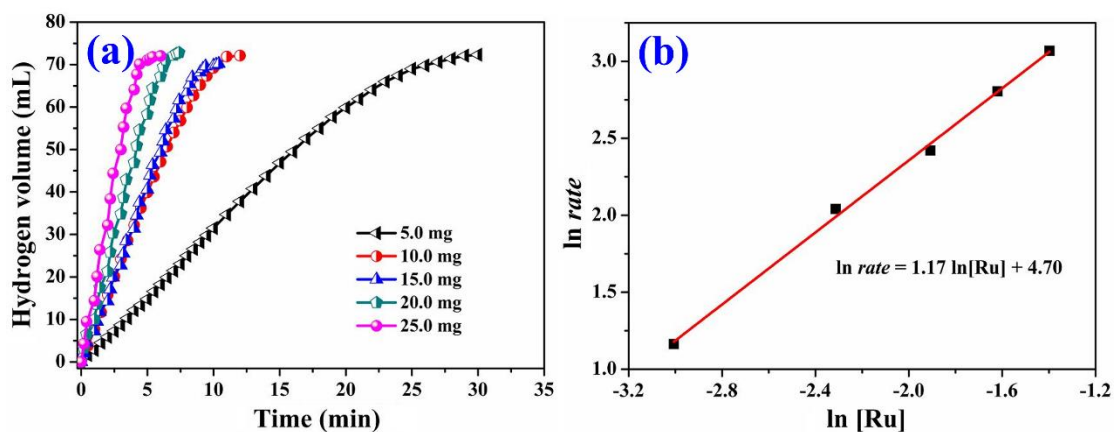 (a)
Hydrogen volume (mL)
80
70
60
50
40
30
20
10
0
5.0 mg
10.0 mg
15.0 mg
20.0 mg
25.0 mg
0 5 10 15 20 25 30 35
Time (min)
(b)
ln rate
3.0
2.5
2.0
1.5
1.0
ln rate = 1.17 ln[Ru] + 4.70
-3.2 -2.8 -2.4 -2.0 -1.6 -1.2
ln [Ru]